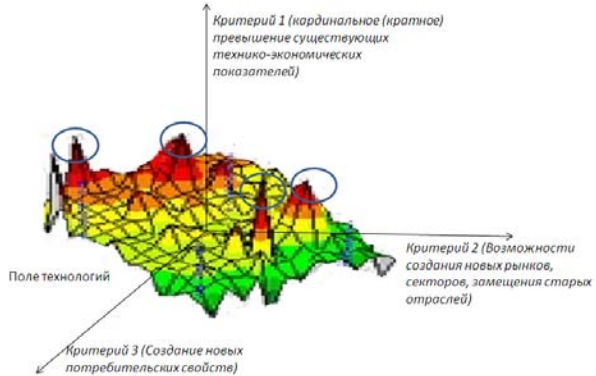 Критерий 1 (кардинальное (кратное)
превышение существующих
технико-экономических
показателей)
Критерий 2 (Возможности
создания новых рынков,
секторов, замещения старых
отраслей)
Поле технологий
Критерий 3 (Создание новых
потребительских свойств)